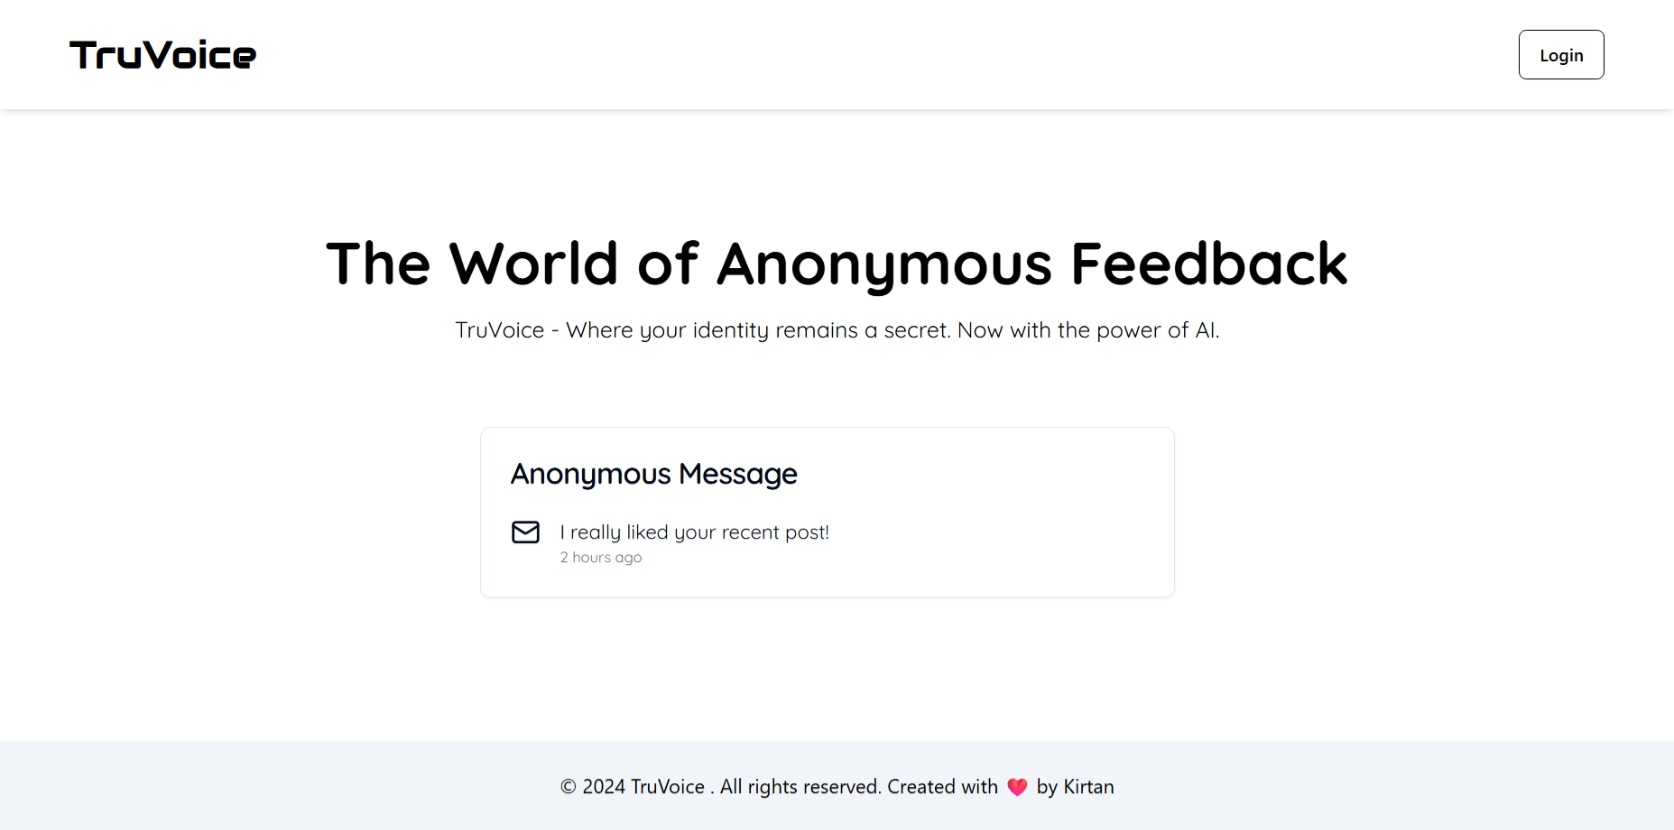 TruVoice
Login
The World of Anonymous Feedback
TruVoice - Where your identity remains a secret. Now with the power of AI.
Anonymous Message
I really liked your recent post!
2 hours ago
© 2024 TruVoice . All rights reserved. Created with ❤️ by Kirtan